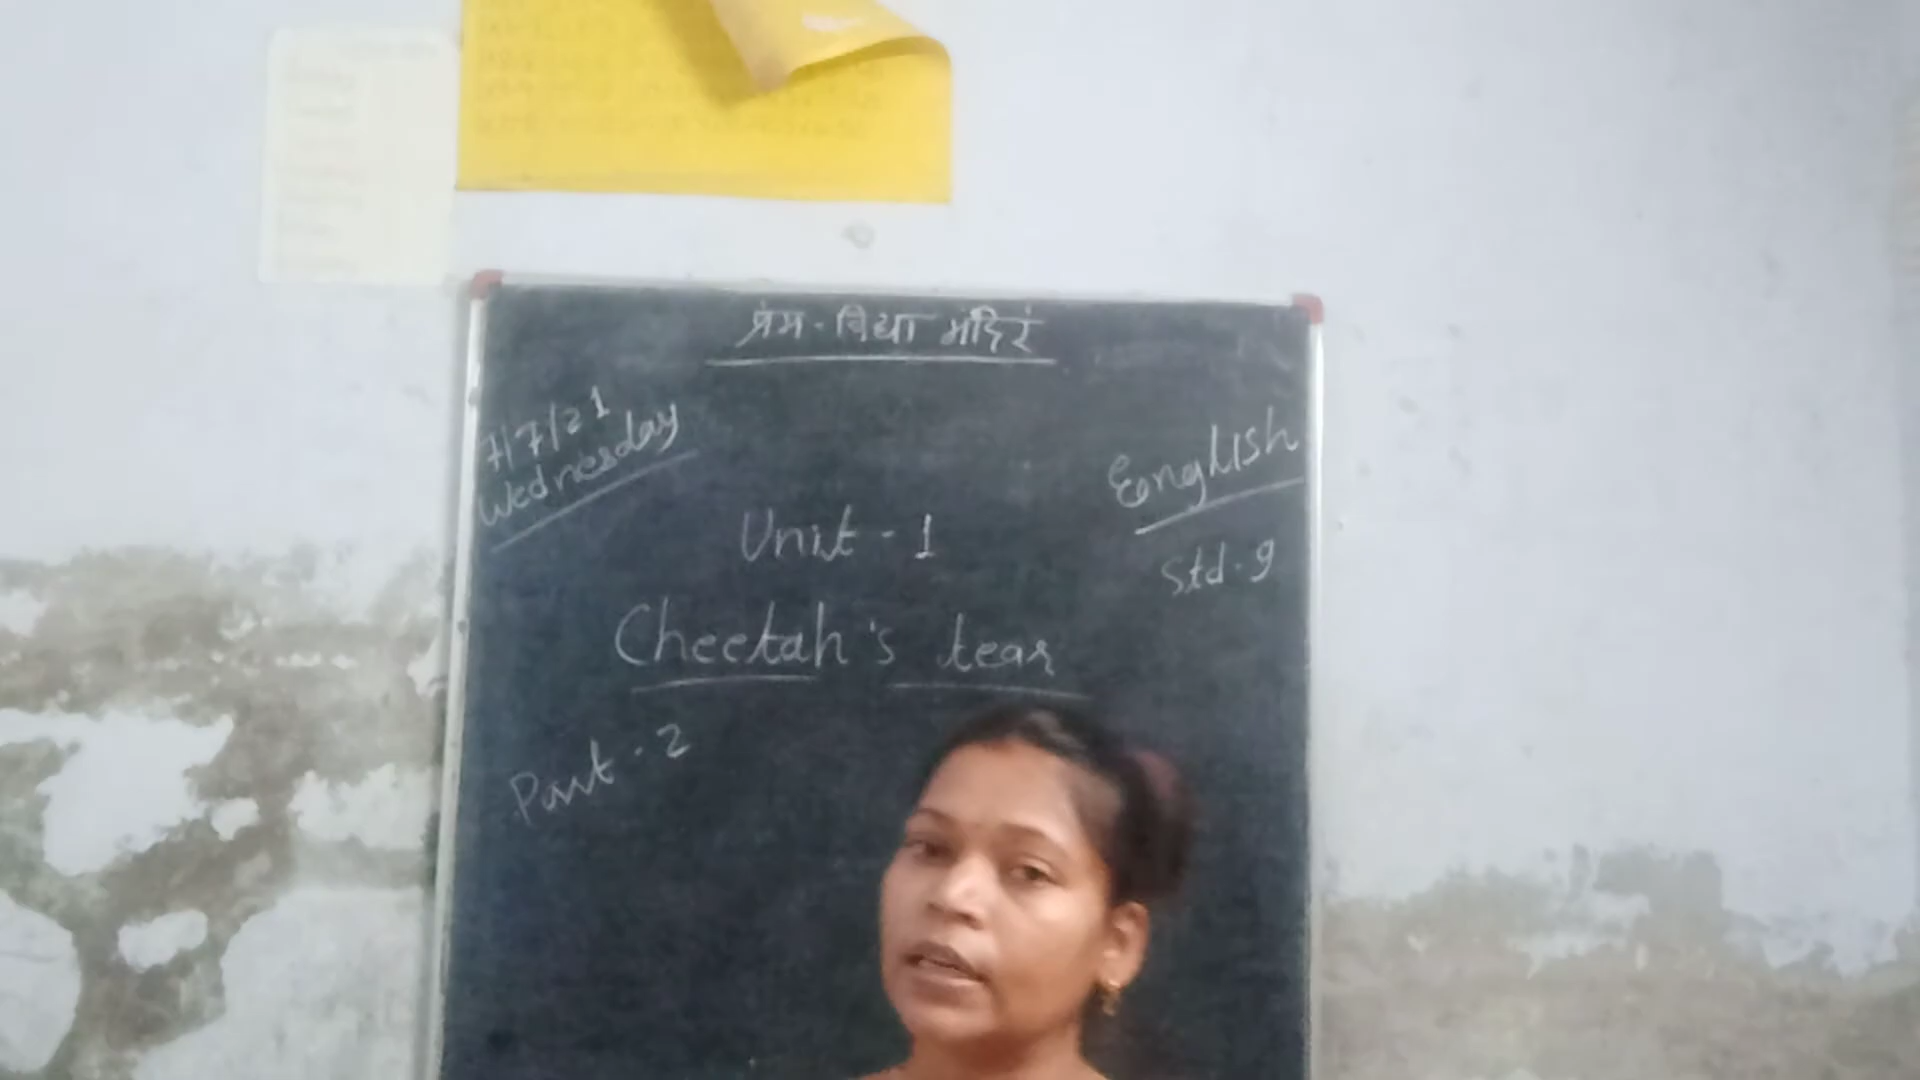 प्रेम - विद्या मंदिर
7/7/21
Wednesday
English
Std - 9
Unit - 1
Cheetah's tear
Part - 2